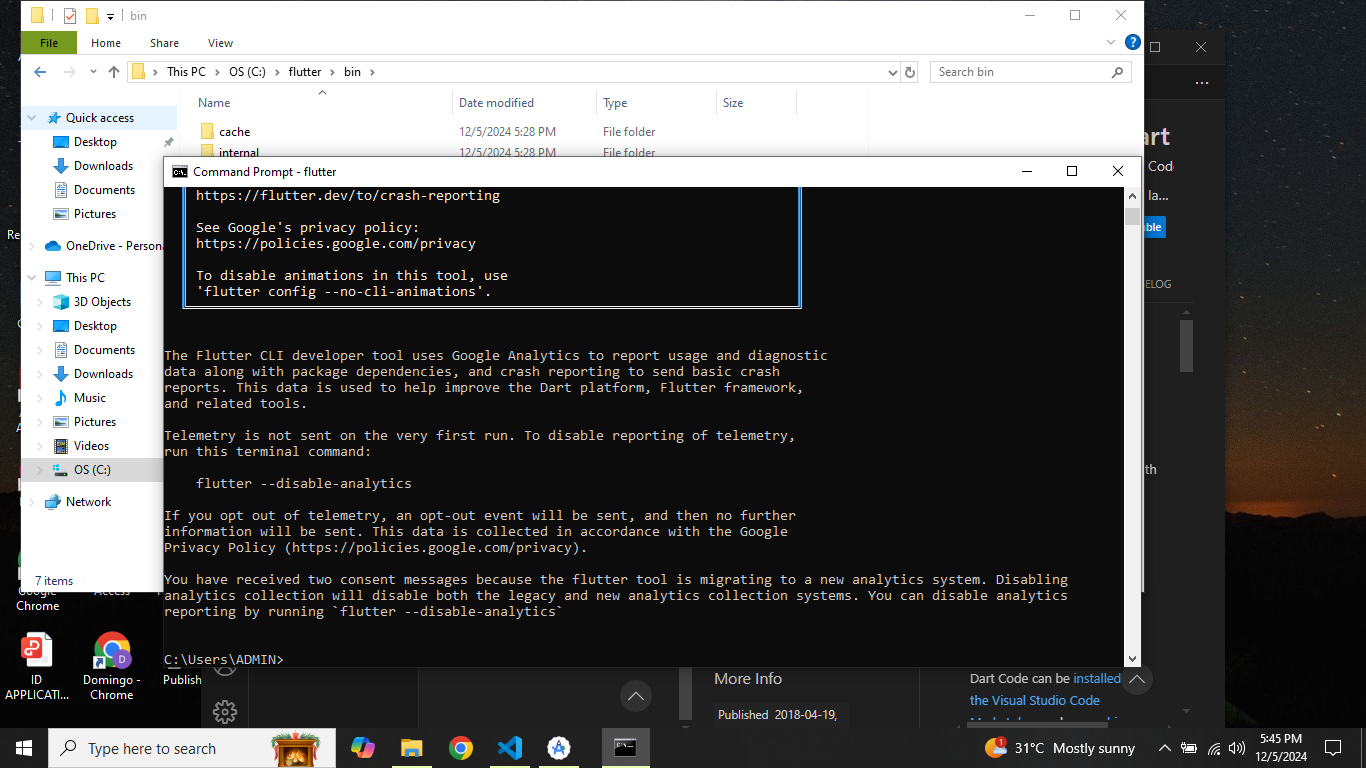 bin
File
Home
Share
View
This PC
OS (C:)
flutter
bin
Search bin
Name
Date modified
Type
Size
cache
12/5/2024 5:28 PM
File folder
internal
12/5/2024 5:28 PM
File folder
Quick access
Desktop
Downloads
Documents
Pictures
OneDrive - Persona
This PC
3D Objects
Desktop
Documents
Downloads
Music
Pictures
Videos
OS (C:)
Network
7 items
Command Prompt - flutter
https://flutter.dev/to/crash-reporting
See Google's privacy policy:
https://policies.google.com/privacy
To disable animations in this tool, use
'flutter config --no-cli-animations'.
The Flutter CLI developer tool uses Google Analytics to report usage and diagnostic
data along with package dependencies, and crash reporting to send basic crash
reports. This data is used to help improve the Dart platform, Flutter framework,
and related tools.
Telemetry is not sent on the very first run. To disable reporting of telemetry,
run this terminal command:
flutter --disable-analytics
If you opt out of telemetry, an opt-out event will be sent, and then no further
information will be sent. This data is collected in accordance with the Google
Privacy Policy (https://policies.google.com/privacy).
You have received two consent messages because the flutter tool is migrating to a new analytics system. Disabling
analytics collection will disable both the legacy and new analytics collection systems. You can disable analytics
reporting by running `flutter --disable-analytics`
C:\Users\ADMIN>
art
Cod
la...
ble
ELOG
th
Google
Chrome
Access
ID
APPLICATI...
Domingo -
Chrome
Publish
More Info
Published 2018-04-19,
Dart Code can be installed
the Visual Studio Code
Type here to search
31°C Mostly sunny
5:45 PM
12/5/2024